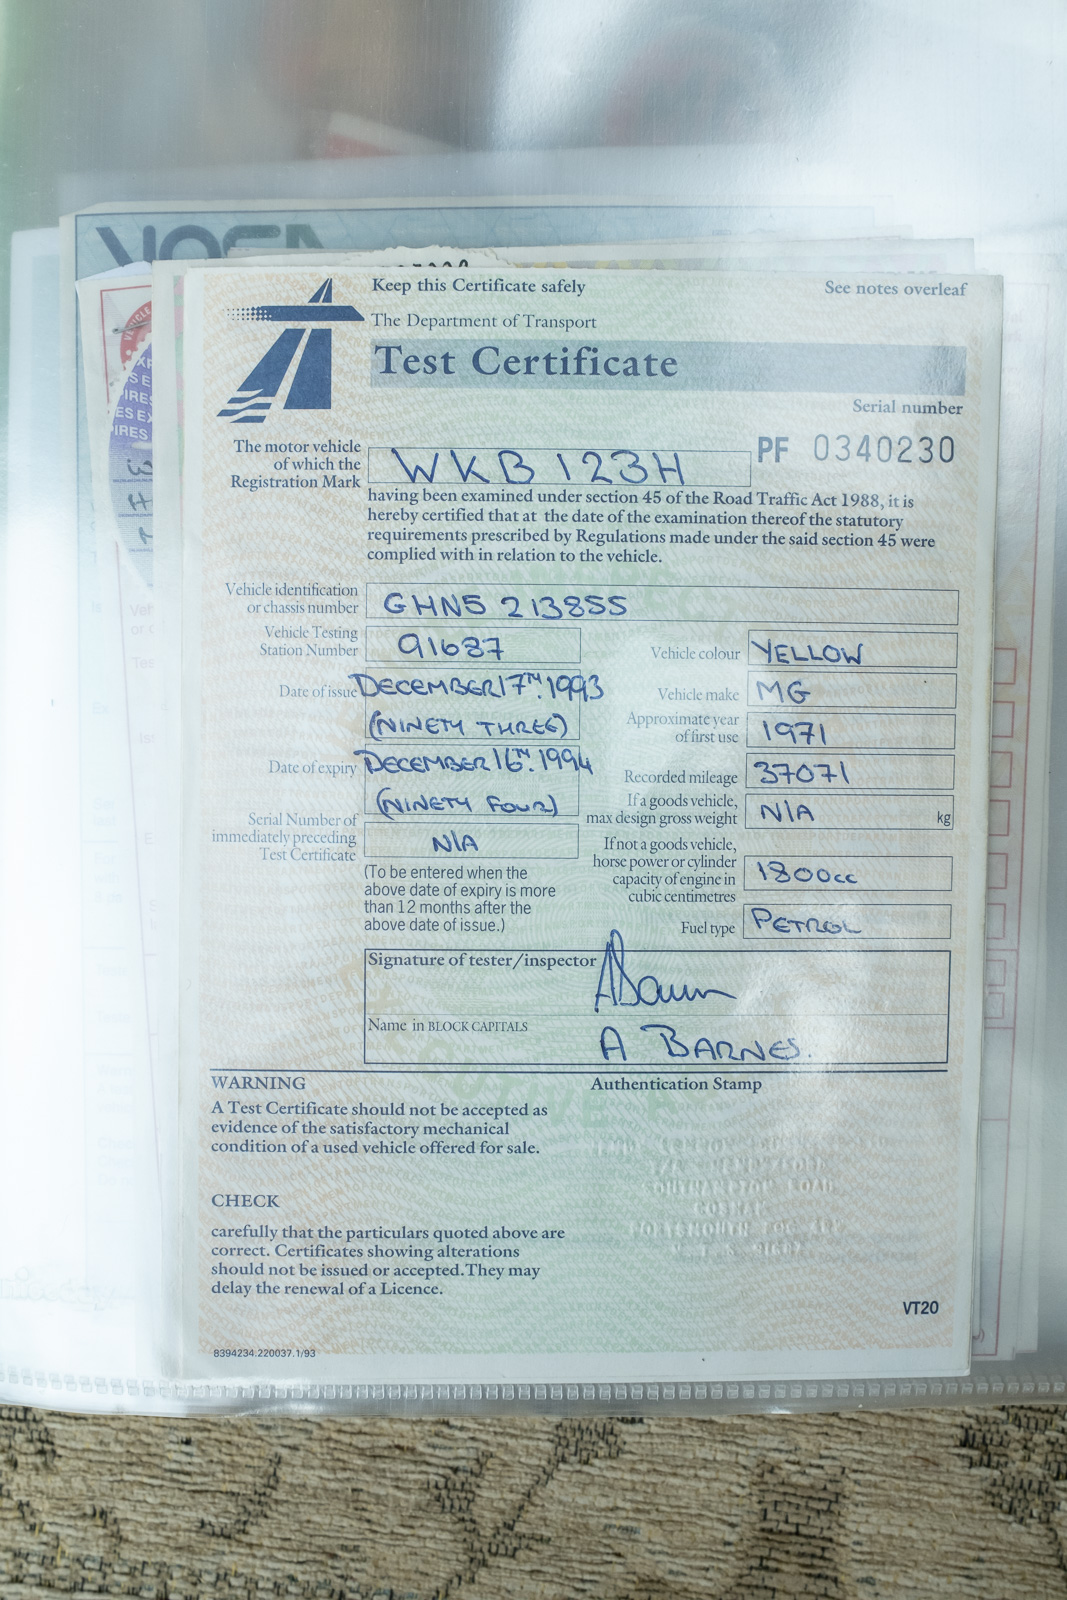 VOSA
Keep this Certificate safely
See notes overleaf
The Department of Transport
Test Certificate
Serial number
PF 0340230
The motor vehicle
of which the
Registration Mark
WKB 123H
having been examined under section 45 of the Road Traffic Act 1988, it is
hereby certified that at the date of the examination thereof the statutory
requirements prescribed by Regulations made under the said section 45 were
complied with in relation to the vehicle.
Vehicle identification
or chassis number
GHN5 213855
Vehicle Testing
Station Number
91687
Vehicle colour
YELLOW
Date of issue
DECEMBER 17TH. 1993
(NINETY THREE)
Vehicle make
MG
Approximate year
of first use
1971
Date of expiry
DECEMBER 16TH. 1994
(NINETY FOUR)
Recorded mileage
37071
If a goods vehicle,
max design gross weight
N/A
kg
Serial Number of
immediately preceding
Test Certificate
N/A
(To be entered when the
above date of expiry is more
than 12 months after the
above date of issue.)
If not a goods vehicle,
horse power or cylinder
capacity of engine in
cubic centimetres
1800cc
Fuel type
PETROL
Signature of tester/inspector
ABarnes
Name in BLOCK CAPITALS
A BARNES.
WARNING
A Test Certificate should not be accepted as
evidence of the satisfactory mechanical
condition of a used vehicle offered for sale.
Authentication Stamp
SOUTHAMPTON ROAD
COSHAM
PORTSMOUTH
CHECK
carefully that the particulars quoted above are
correct. Certificates showing alterations
should not be issued or accepted. They may
delay the renewal of a Licence.
VT20
8394234.220037.1/93